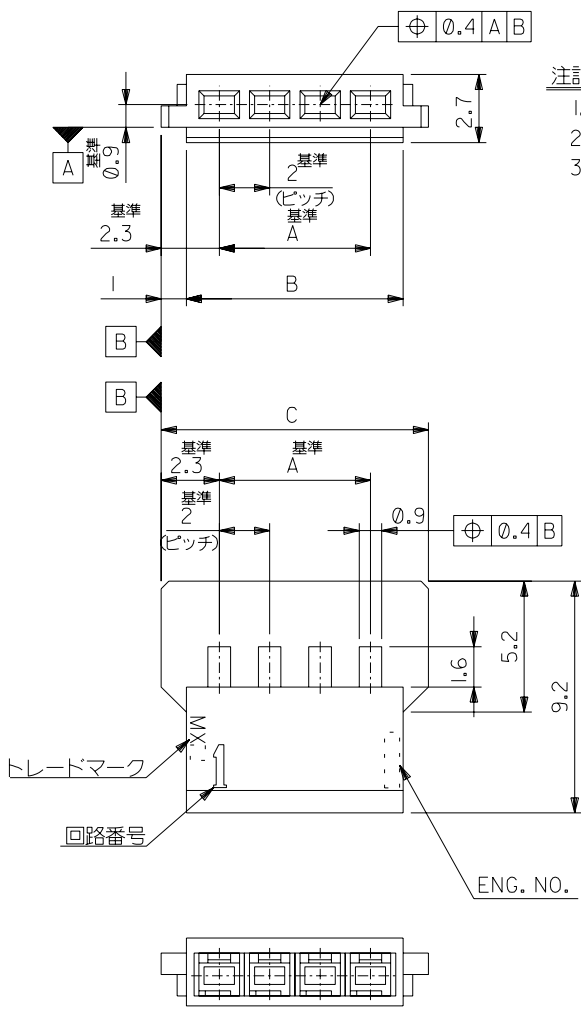 ⌖ 0.4 A B
注記
1.
2
3
2.7
A
基準
0.9
基準
2
(ピッチ)
基準
2.3
基準
A
1
B
B
B
C
基準
2.3
基準
A
基準
2
(ピッチ)
0.9
⌖ 0.4 B
1.6
5.2
9.2
MX
1
トレードマーク
回路番号
ENG. NO.